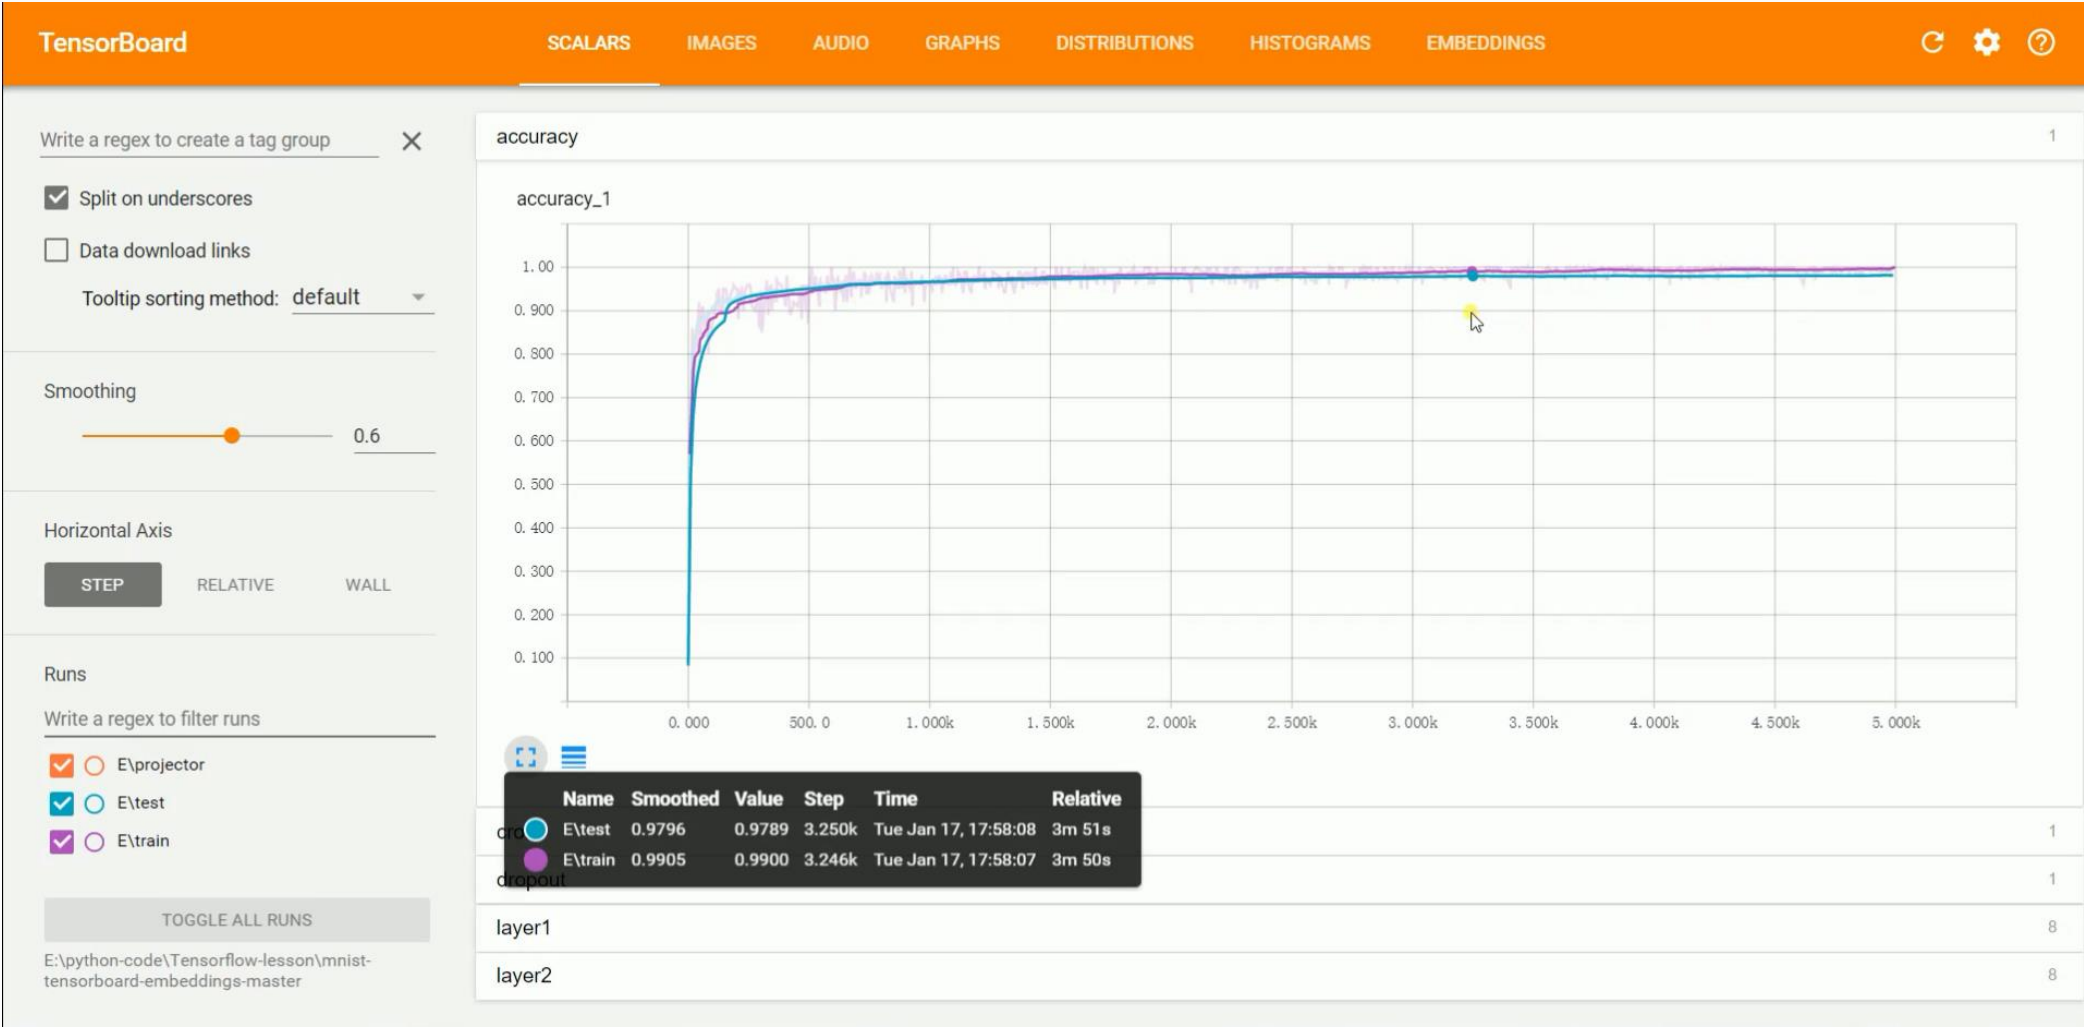 TensorBoard SCALARS IMAGES AUDIO GRAPHS DISTRIBUTIONS HISTOGRAMS EMBEDDINGS
Write a regex to create a tag group
Split on underscores
Data download links
Tooltip sorting method: default
Smoothing
0.6
Horizontal Axis
STEP RELATIVE WALL
Runs
Write a regex to filter runs
E\projector
E\test
E\train
TOGGLE ALL RUNS
E:\python-code\Tensorflow-lesson\mnist-
tensorboard-embeddings-master
accuracy 1
accuracy_1
1.00
0.900
0.800
0.700
0.600
0.500
0.400
0.300
0.200
0.100
0.000 500.0 1.000k 1.500k 2.000k 2.500k 3.000k 3.500k 4.000k 4.500k 5.000k
Name Smoothed Value Step Time Relative
E\test 0.9796 0.9789 3.250k Tue Jan 17, 17:58:08 3m 51s
E\train 0.9905 0.9900 3.246k Tue Jan 17, 17:58:07 3m 50s
1
dropout 1
layer1 8
layer2 8